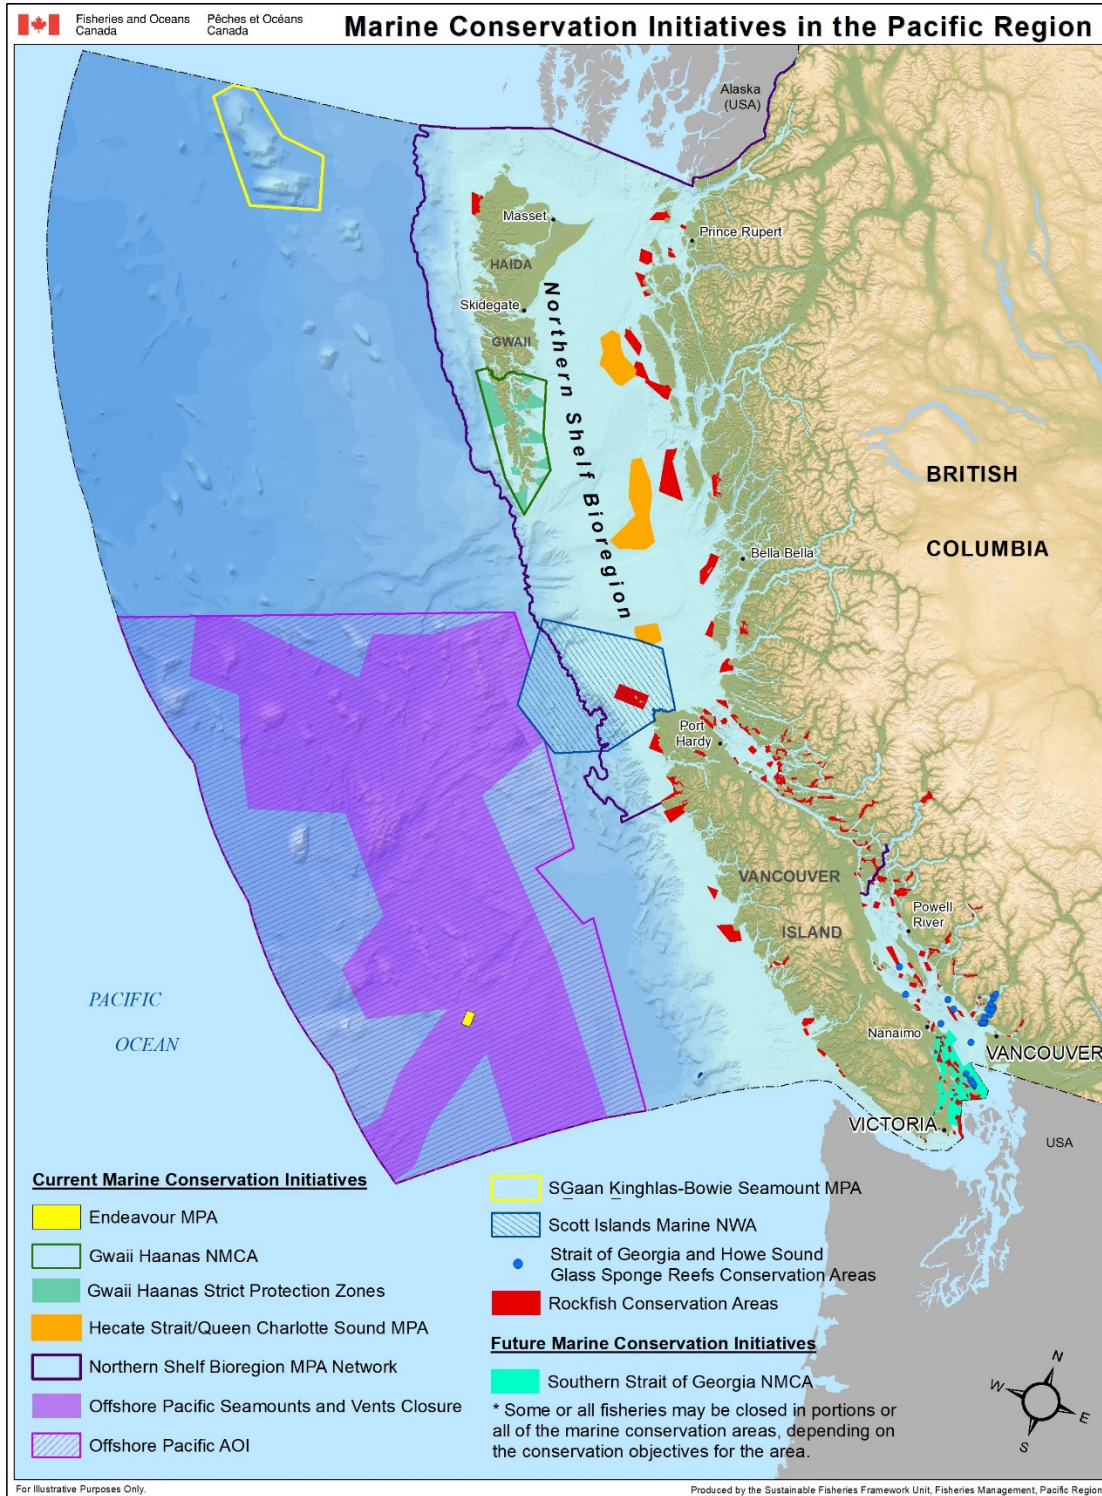 Fisheries and Oceans
Canada
Pêches et Océans
Canada
Marine Conservation Initiatives in the Pacific Region
Alaska
(USA)
Masset
Prince Rupert
HAIDA
Skidegate
GWAII
Northern Shelf Bioregion
BRITISH
COLUMBIA
Bella Bella
Port
Hardy
VANCOUVER
ISLAND
Powell
River
PACIFIC
OCEAN
Nanaimo
VANCOUVER
VICTORIA
USA
Current Marine Conservation Initiatives
Endeavour MPA
Gwaii Haanas NMCA
Gwaii Haanas Strict Protection Zones
Hecate Strait/Queen Charlotte Sound MPA
Northern Shelf Bioregion MPA Network
Offshore Pacific Seamounts and Vents Closure
Offshore Pacific AOI
SG̲aan K̲inghlas-Bowie Seamount MPA
Scott Islands Marine NWA
Strait of Georgia and Howe Sound
Glass Sponge Reefs Conservation Areas
Rockfish Conservation Areas
Future Marine Conservation Initiatives
Southern Strait of Georgia NMCA
* Some or all fisheries may be closed in portions or
all of the marine conservation areas, depending on
the conservation objectives for the area.
N
W
E
S
For Illustrative Purposes Only.
Produced by the Sustainable Fisheries Framework Unit, Fisheries Management, Pacific Region